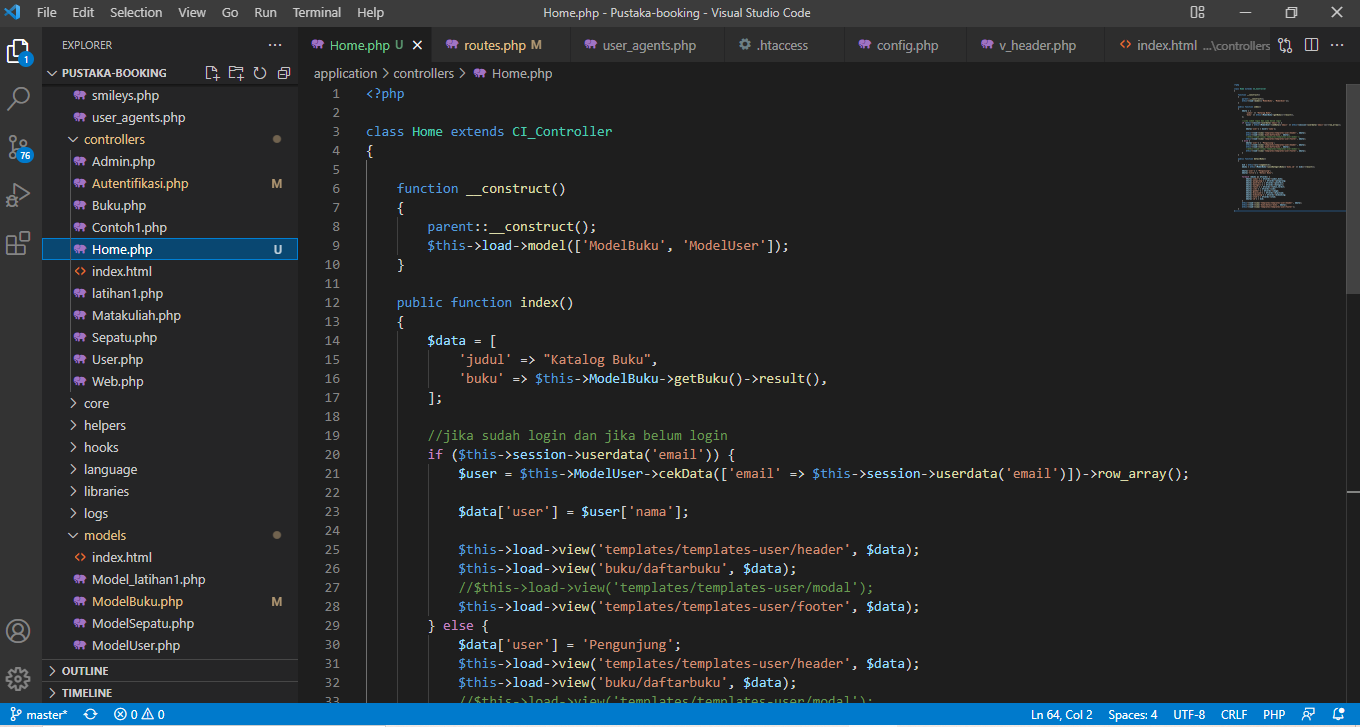 File Edit Selection View Go Run Terminal Help Home.php - Pustaka-booking - Visual Studio Code
EXPLORER
PUSTAKA-BOOKING
smileys.php
user_agents.php
controllers
Admin.php
Autentifikasi.php M
Buku.php
Contoh1.php
Home.php U
index.html
latihan1.php
Matakuliah.php
Sepatu.php
User.php
Web.php
core
helpers
hooks
language
libraries
logs
models
index.html
Model_latihan1.php
ModelBuku.php M
ModelSepatu.php
ModelUser.php
OUTLINE
TIMELINE
1
76
Home.php U routes.php M user_agents.php .htaccess config.php v_header.php index.html ...\controllers
application > controllers > Home.php
1 <?php
2
3 class Home extends CI_Controller
4 {
5
6 function __construct()
7 {
8 parent::__construct();
9 $this->load->model(['ModelBuku', 'ModelUser']);
10 }
11
12 public function index()
13 {
14 $data = [
15 'judul' => "Katalog Buku",
16 'buku' => $this->ModelBuku->getBuku()->result(),
17 ];
18
19 //jika sudah login dan jika belum login
20 if ($this->session->userdata('email')) {
21 $user = $this->ModelUser->cekData(['email' => $this->session->userdata('email')])->row_array();
22
23 $data['user'] = $user['nama'];
24
25 $this->load->view('templates/templates-user/header', $data);
26 $this->load->view('buku/daftarbuku', $data);
27 //$this->load->view('templates/templates-user/modal');
28 $this->load->view('templates/templates-user/footer', $data);
29 } else {
30 $data['user'] = 'Pengunjung';
31 $this->load->view('templates/templates-user/header', $data);
32 $this->load->view('buku/daftarbuku', $data);
33 //$this->load->view('templates/templates-user/modal');
master* 0 0 Ln 64, Col 2 Spaces: 4 UTF-8 CRLF PHP